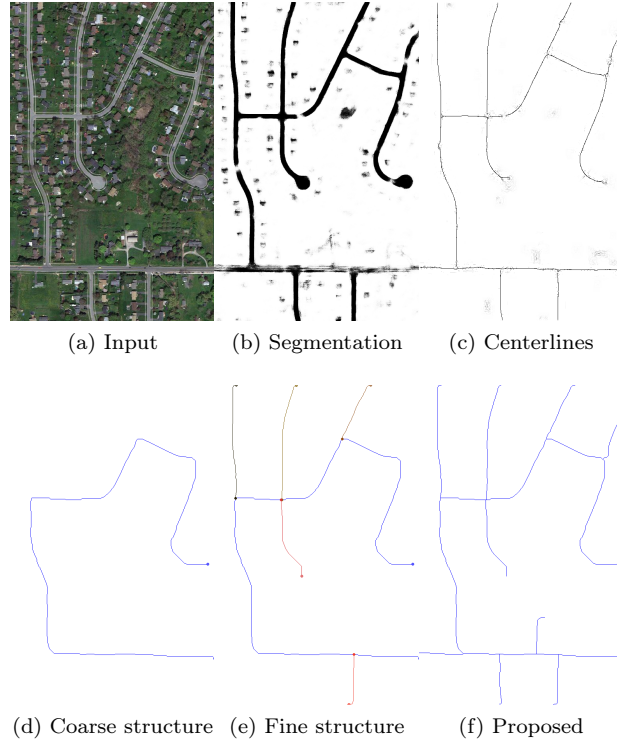 (a) Input
(b) Segmentation
(c) Centerlines
(d) Coarse structure
(e) Fine structure
(f) Proposed